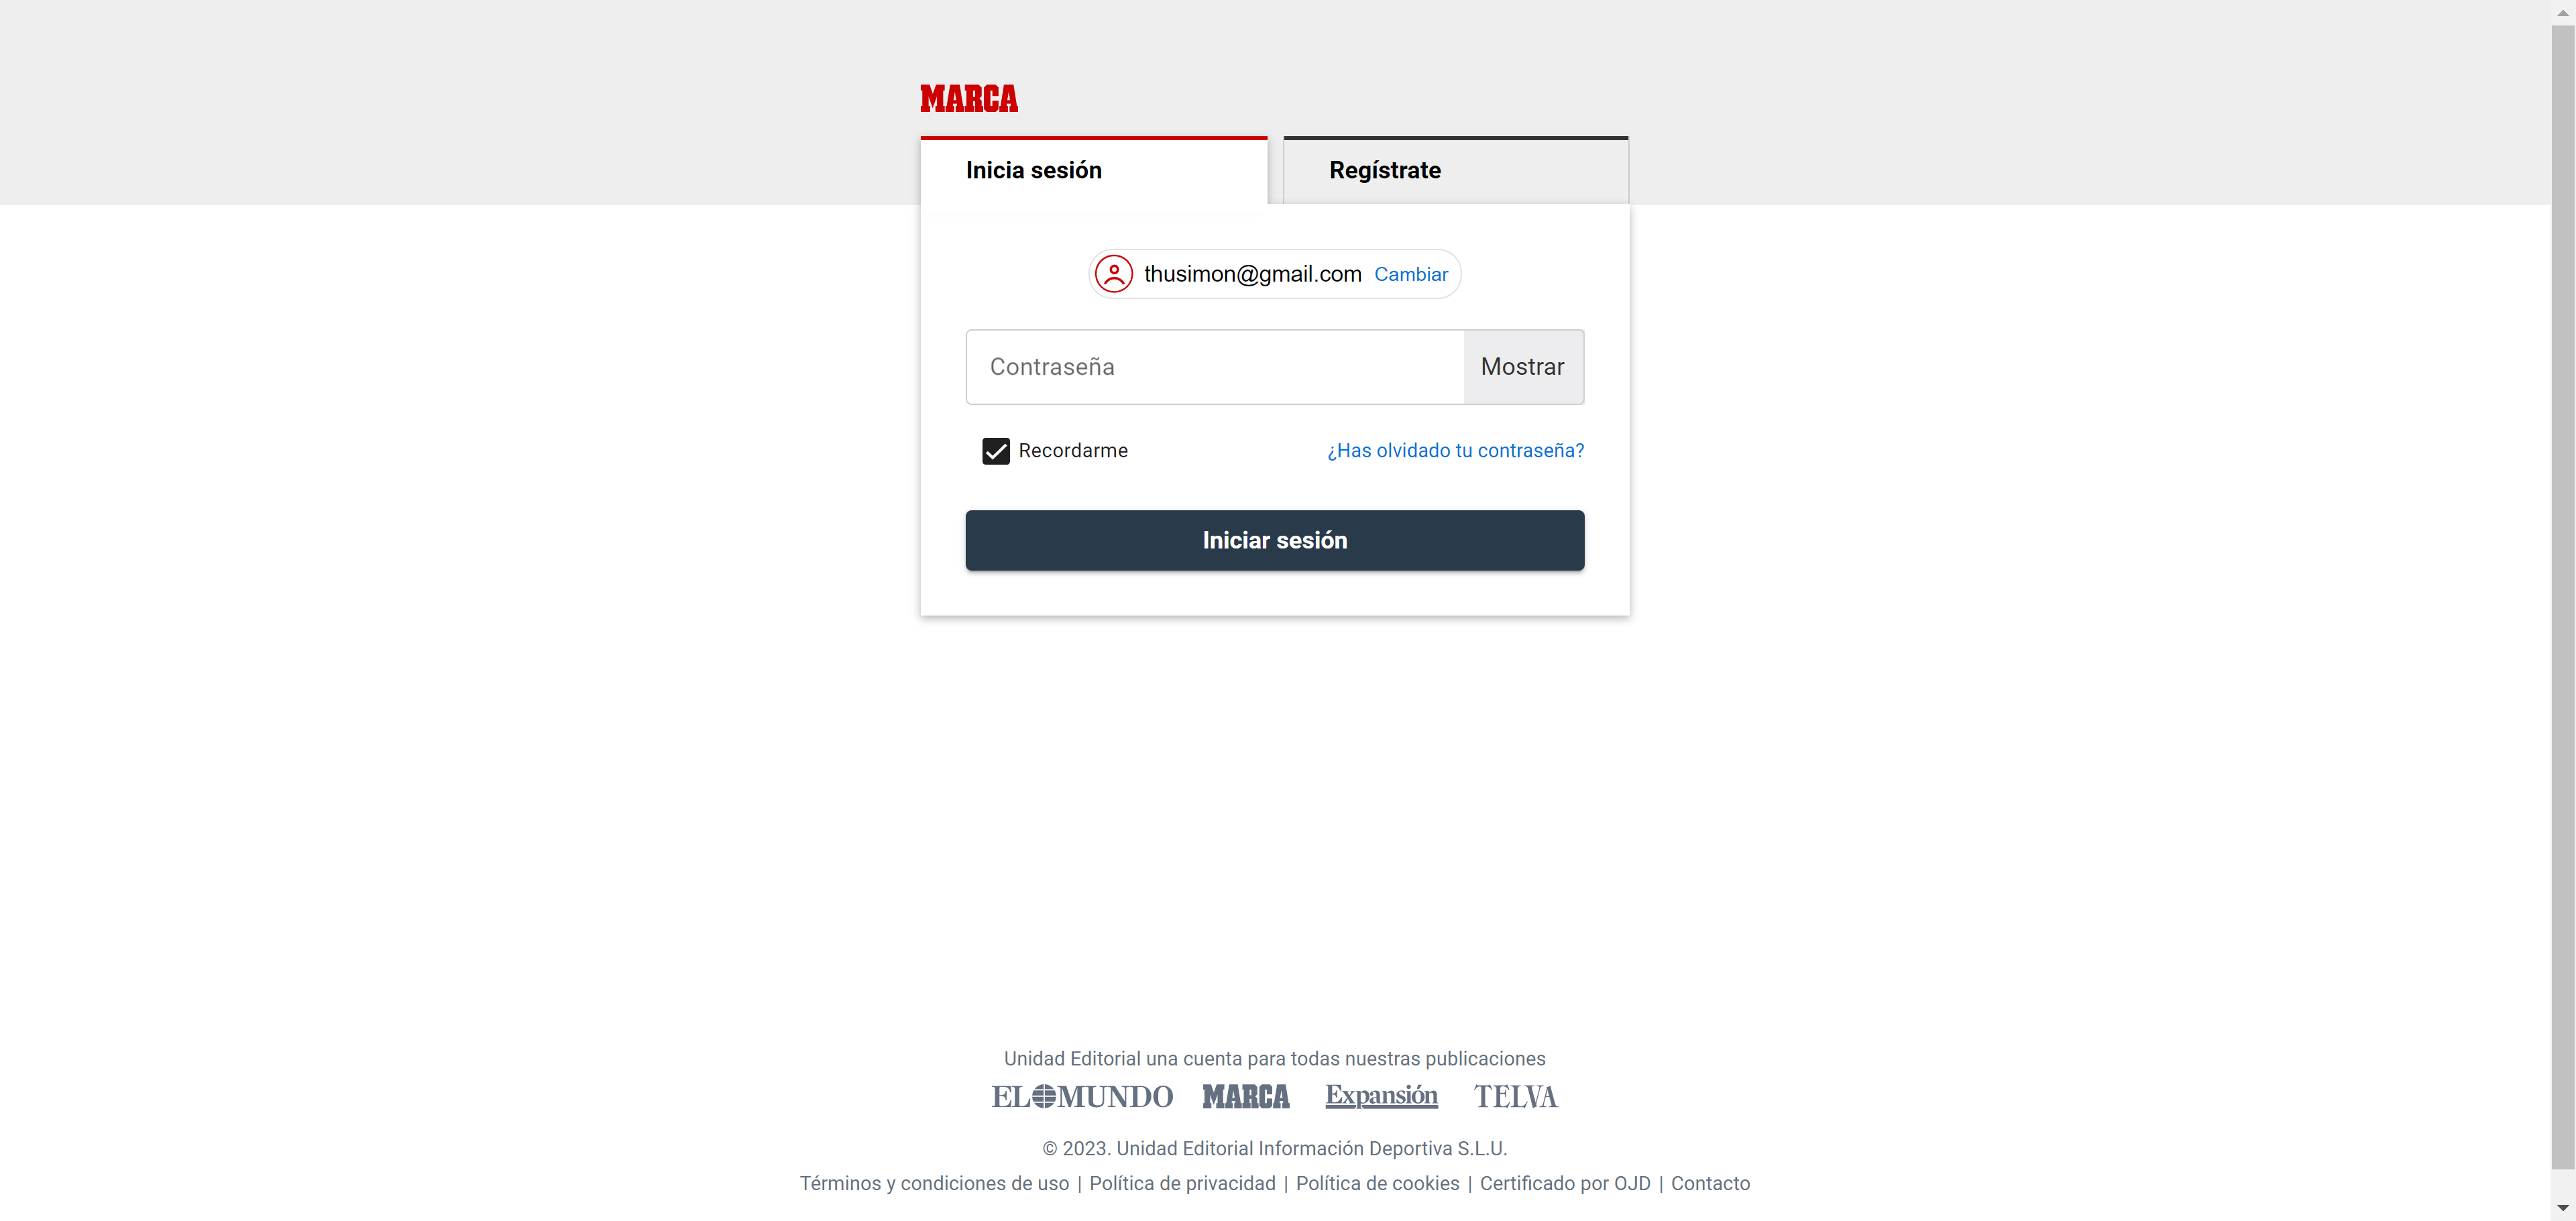 MARCA
Inicia sesión
Regístrate
thusimon@gmail.com Cambiar
Contraseña
Mostrar
Recordarme
¿Has olvidado tu contraseña?
Iniciar sesión
Unidad Editorial una cuenta para todas nuestras publicaciones
EL MUNDO MARCA Expansión TELVA
© 2023. Unidad Editorial Información Deportiva S.L.U.
Términos y condiciones de uso | Política de privacidad | Política de cookies | Certificado por OJD | Contacto